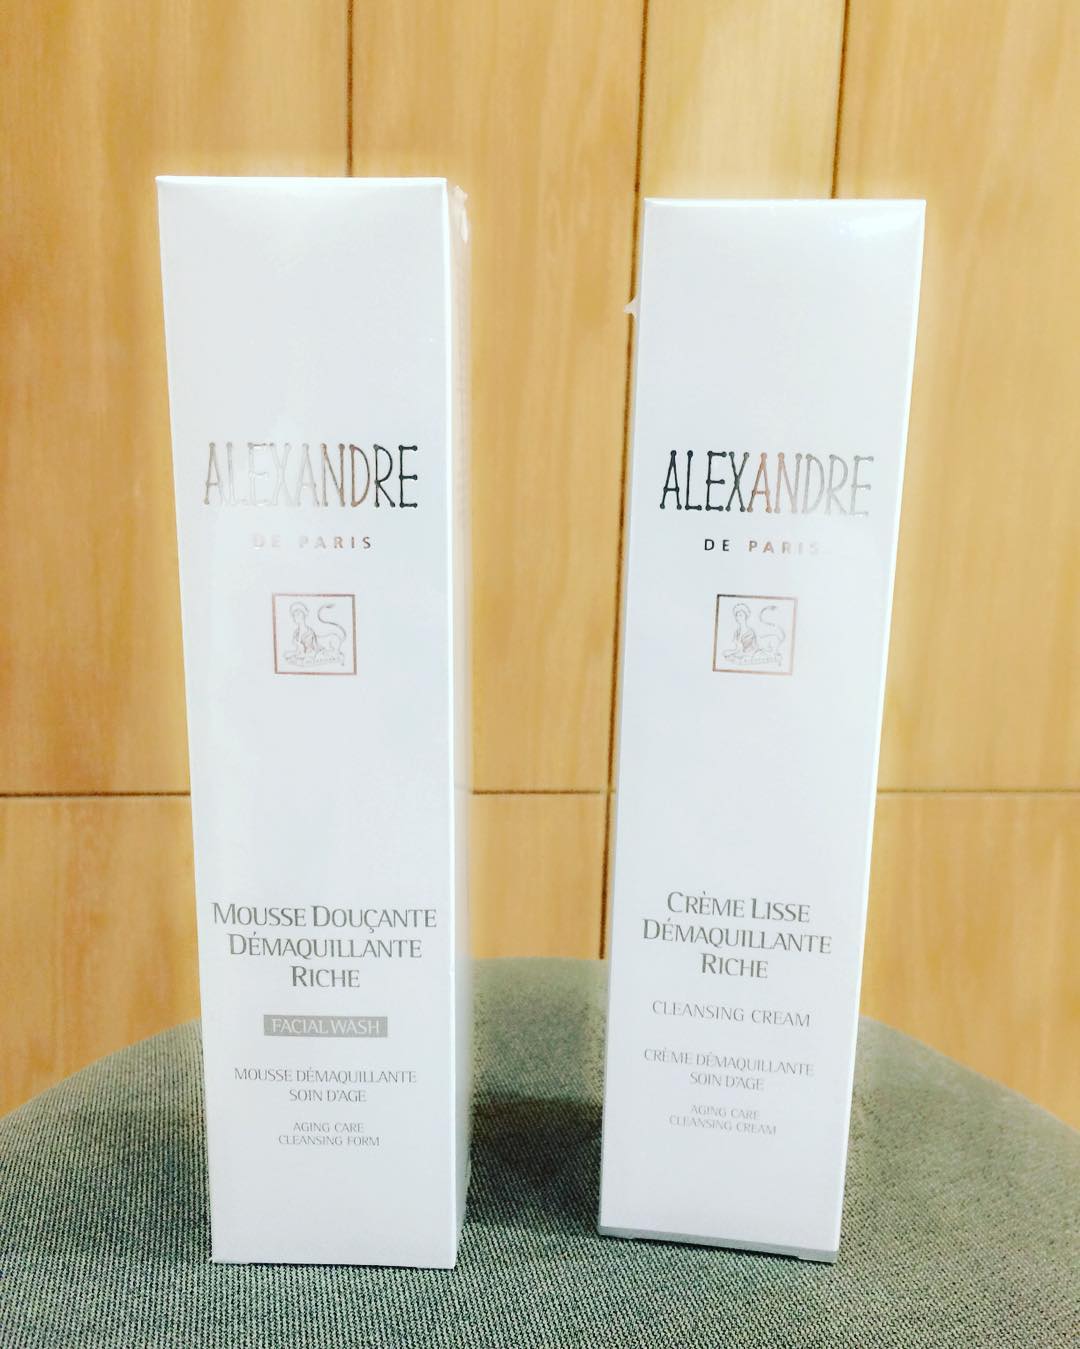 ALEXANDRE
DE PARIS
MOUSSE DOUÇANTE
DÉMAQUILLANTE
RICHE
FACIAL WASH
MOUSSE DÉMAQUILLANTE
SOIN D'AGE
AGING CARE
CLEANSING FORM
ALEXANDRE
DE PARIS
CRÈME LISSE
DÉMAQUILLANTE
RICHE
CLEANSING CREAM
CRÈME DÉMAQUILLANTE
SOIN D'AGE
AGING CARE
CLEANSING CREAM